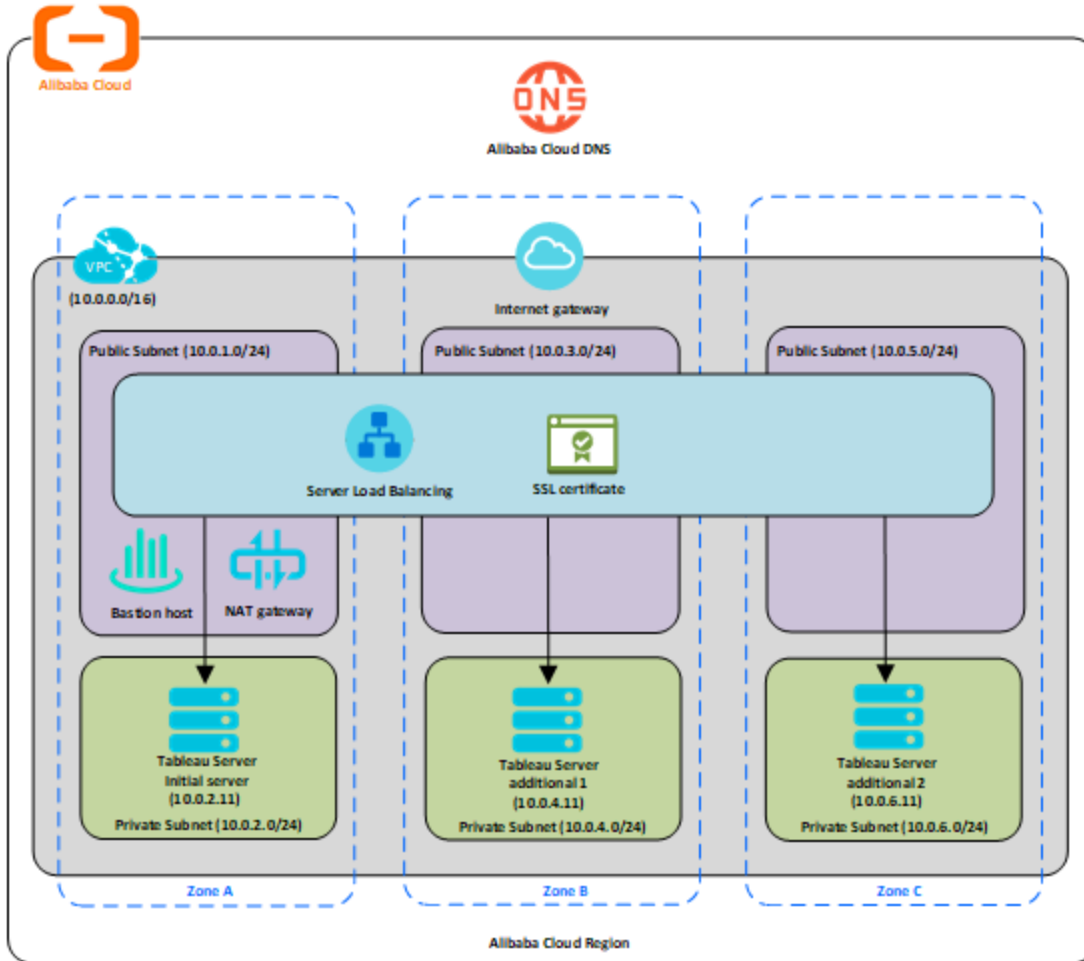 Alibaba Cloud
DNS
Alibaba Cloud DNS
VPC
(10.0.0.0/16)
Internet gateway
Public Subnet (10.0.1.0/24)
Public Subnet (10.0.3.0/24)
Public Subnet (10.0.5.0/24)
Server Load Balancing
SSL certificate
Bastion host
NAT gateway
Tableau Server
Initial server
(10.0.2.11)
Private Subnet (10.0.2.0/24)
Tableau Server
additional 1
(10.0.4.11)
Private Subnet (10.0.4.0/24)
Tableau Server
additional 2
(10.0.6.11)
Private Subnet (10.0.6.0/24)
Zone A
Zone B
Zone C
Alibaba Cloud Region